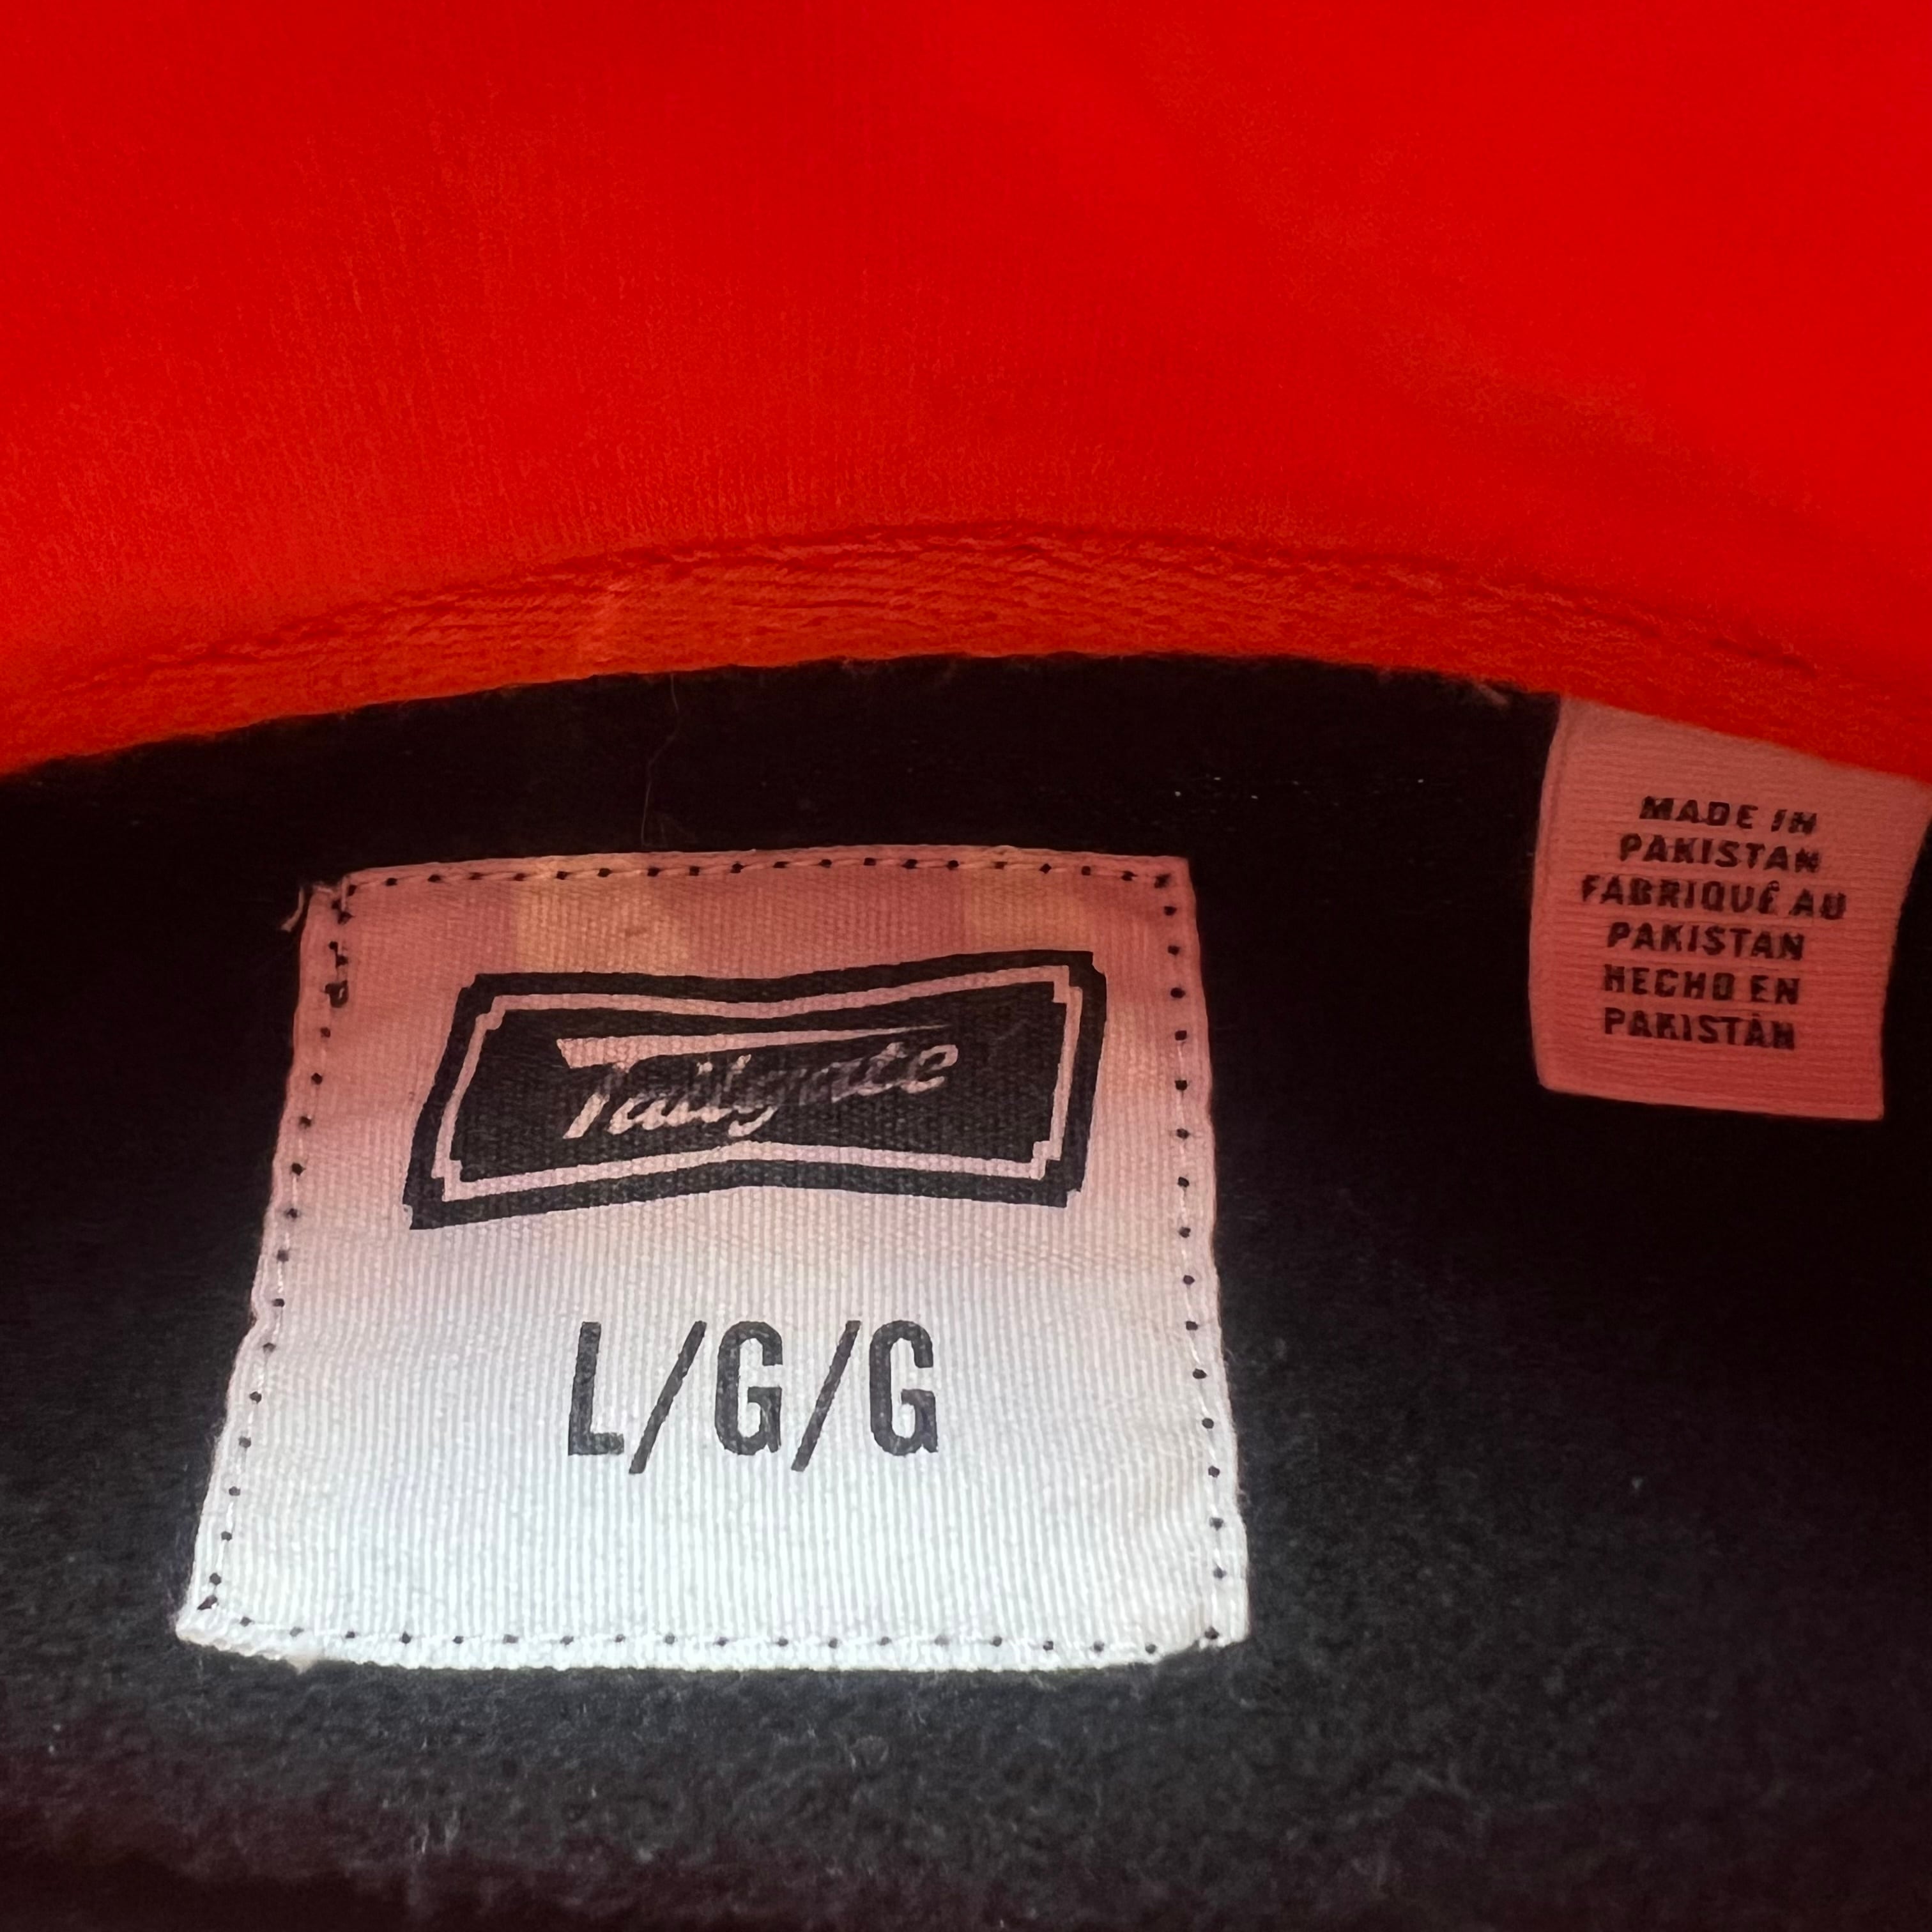 Tailgate
L/G/G
MADE IN
PAKISTAN
FABRIQUÉ AU
PAKISTAN
HECHO EN
PAKISTÁN